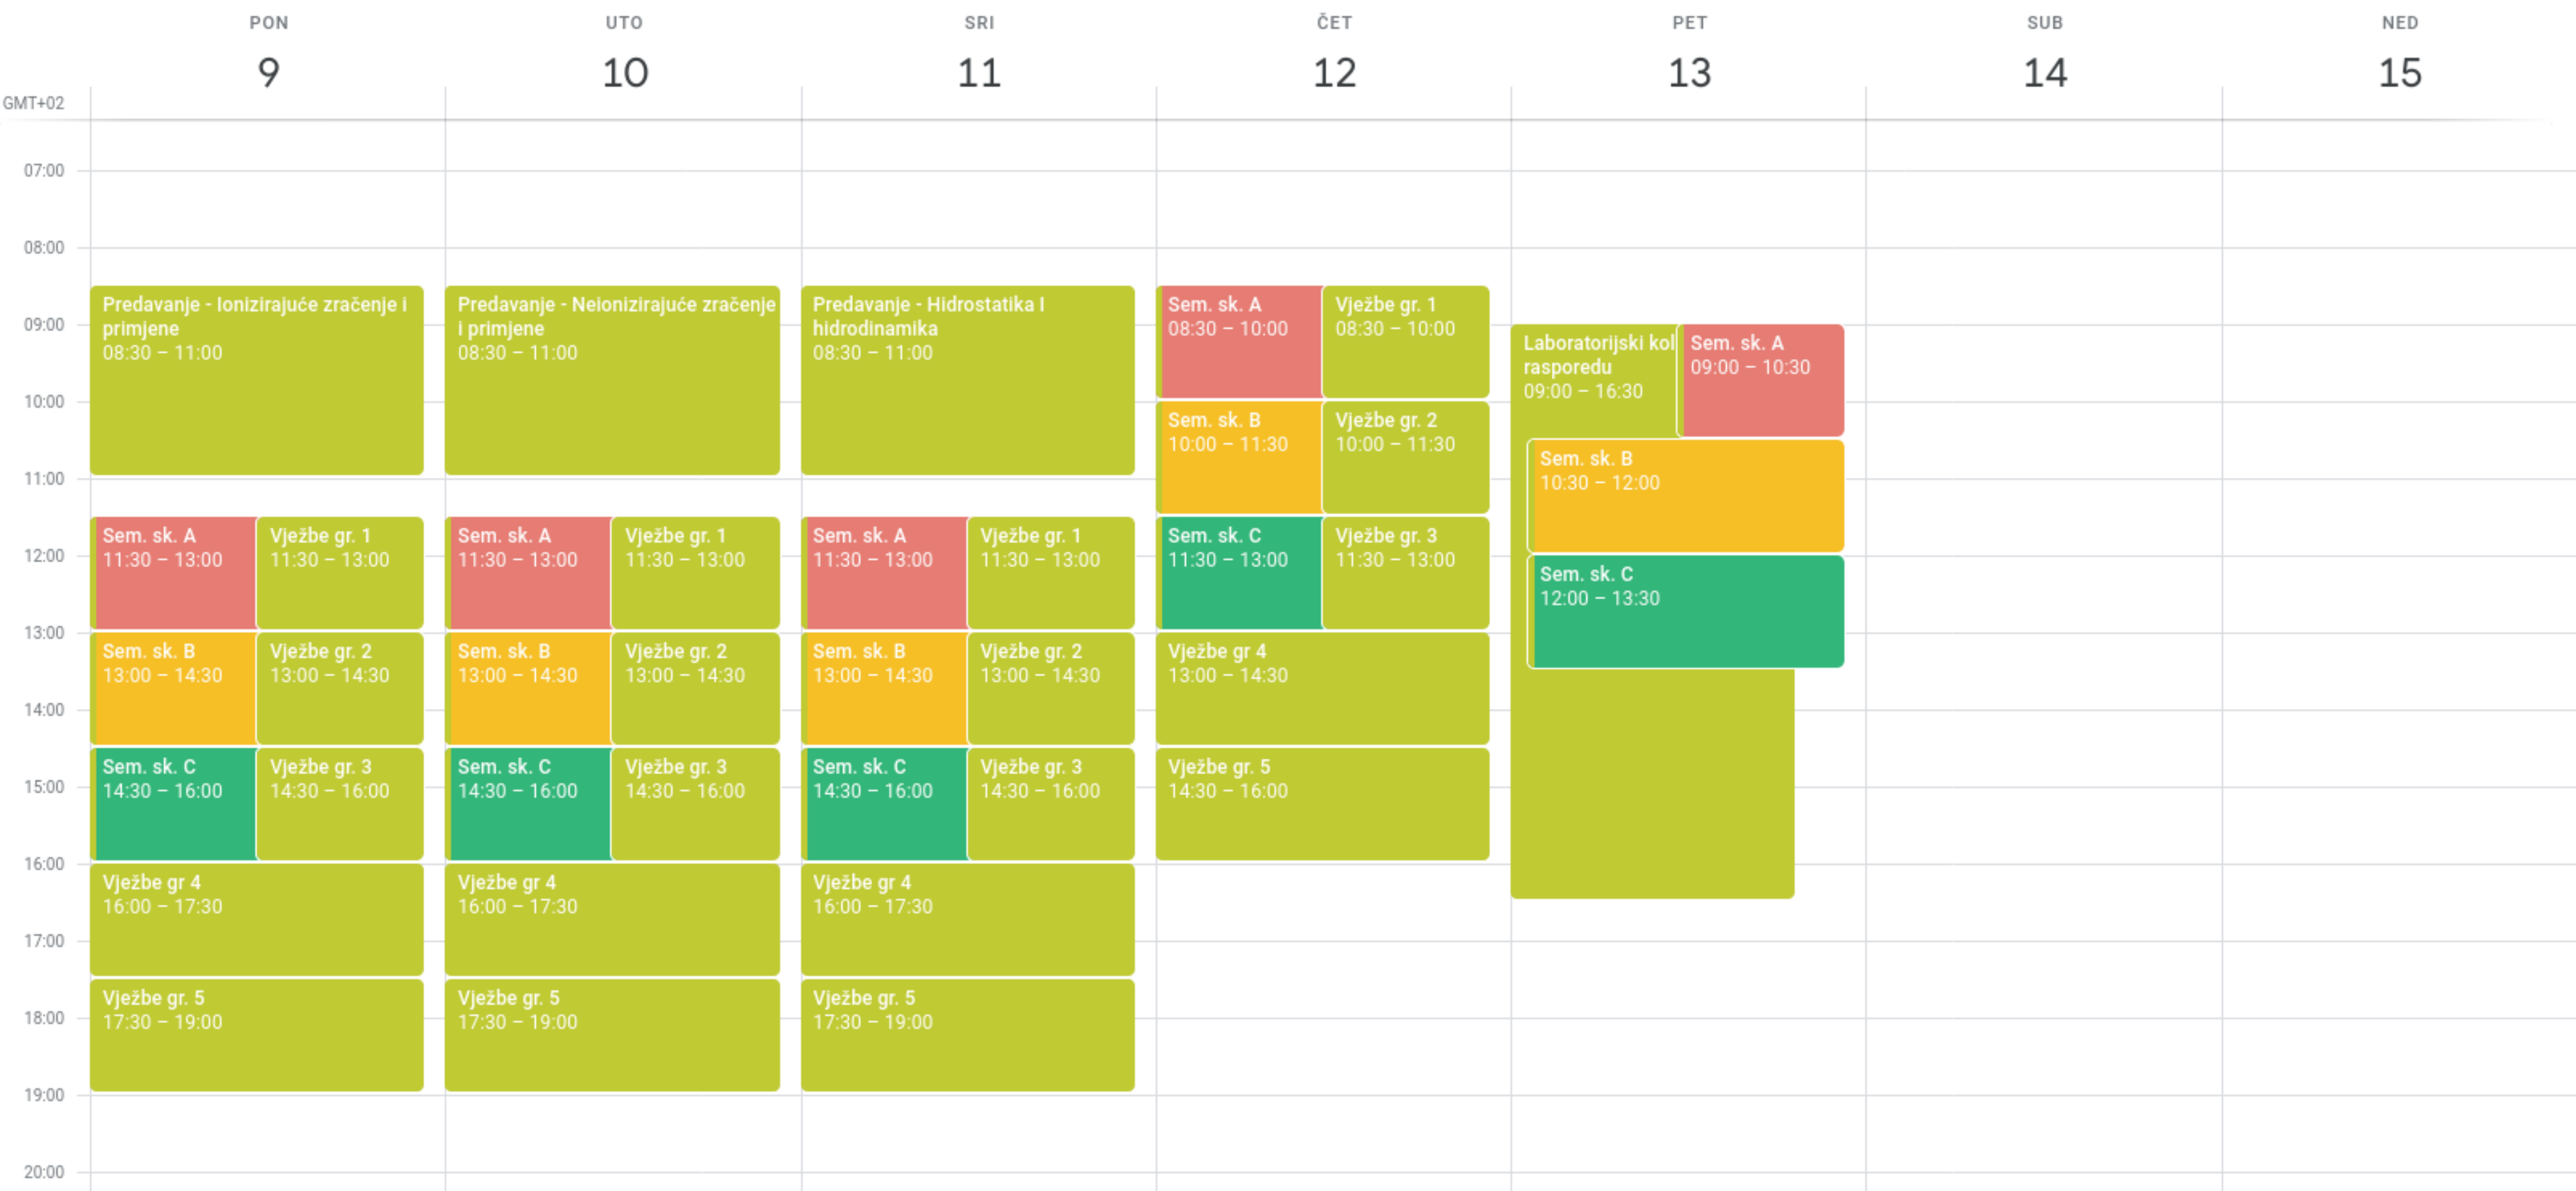 PON
9
UTO
10
SRI
11
ČET
12
PET
13
SUB
14
NED
15
GMT+02
07:00
08:00
09:00
10:00
11:00
12:00
13:00
14:00
15:00
16:00
17:00
18:00
19:00
20:00
Predavanje - Ionizirajuće zračenje i
primjene
08:30 – 11:00
Sem. sk. A
11:30 – 13:00
Vježbe gr. 1
11:30 – 13:00
Sem. sk. B
13:00 – 14:30
Vježbe gr. 2
13:00 – 14:30
Sem. sk. C
14:30 – 16:00
Vježbe gr. 3
14:30 – 16:00
Vježbe gr 4
16:00 – 17:30
Vježbe gr. 5
17:30 – 19:00
Predavanje - Neionizirajuće zračenje
i primjene
08:30 – 11:00
Sem. sk. A
11:30 – 13:00
Vježbe gr. 1
11:30 – 13:00
Sem. sk. B
13:00 – 14:30
Vježbe gr. 2
13:00 – 14:30
Sem. sk. C
14:30 – 16:00
Vježbe gr. 3
14:30 – 16:00
Vježbe gr 4
16:00 – 17:30
Vježbe gr. 5
17:30 – 19:00
Predavanje - Hidrostatika I
hidrodinamika
08:30 – 11:00
Sem. sk. A
11:30 – 13:00
Vježbe gr. 1
11:30 – 13:00
Sem. sk. B
13:00 – 14:30
Vježbe gr. 2
13:00 – 14:30
Sem. sk. C
14:30 – 16:00
Vježbe gr. 3
14:30 – 16:00
Vježbe gr 4
16:00 – 17:30
Vježbe gr. 5
17:30 – 19:00
Sem. sk. A
08:30 – 10:00
Vježbe gr. 1
08:30 – 10:00
Sem. sk. B
10:00 – 11:30
Vježbe gr. 2
10:00 – 11:30
Sem. sk. C
11:30 – 13:00
Vježbe gr. 3
11:30 – 13:00
Vježbe gr 4
13:00 – 14:30
Vježbe gr. 5
14:30 – 16:00
Laboratorijski kol
rasporedu
09:00 – 16:30
Sem. sk. A
09:00 – 10:30
Sem. sk. B
10:30 – 12:00
Sem. sk. C
12:00 – 13:30